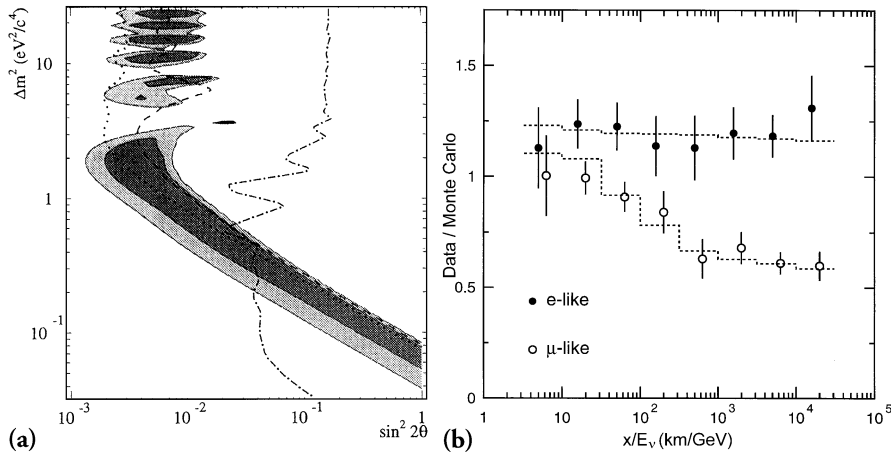 Δm² (eV²/c⁴)
10
1
10⁻¹
10⁻³
10⁻²
10⁻¹
1
sin² 2θ
(a)
Data / Monte Carlo
1.5
1
0.5
0
e-like
μ-like
1
10
10²
10³
10⁴
10⁵
x/Eᵥ (km/GeV)
(b)